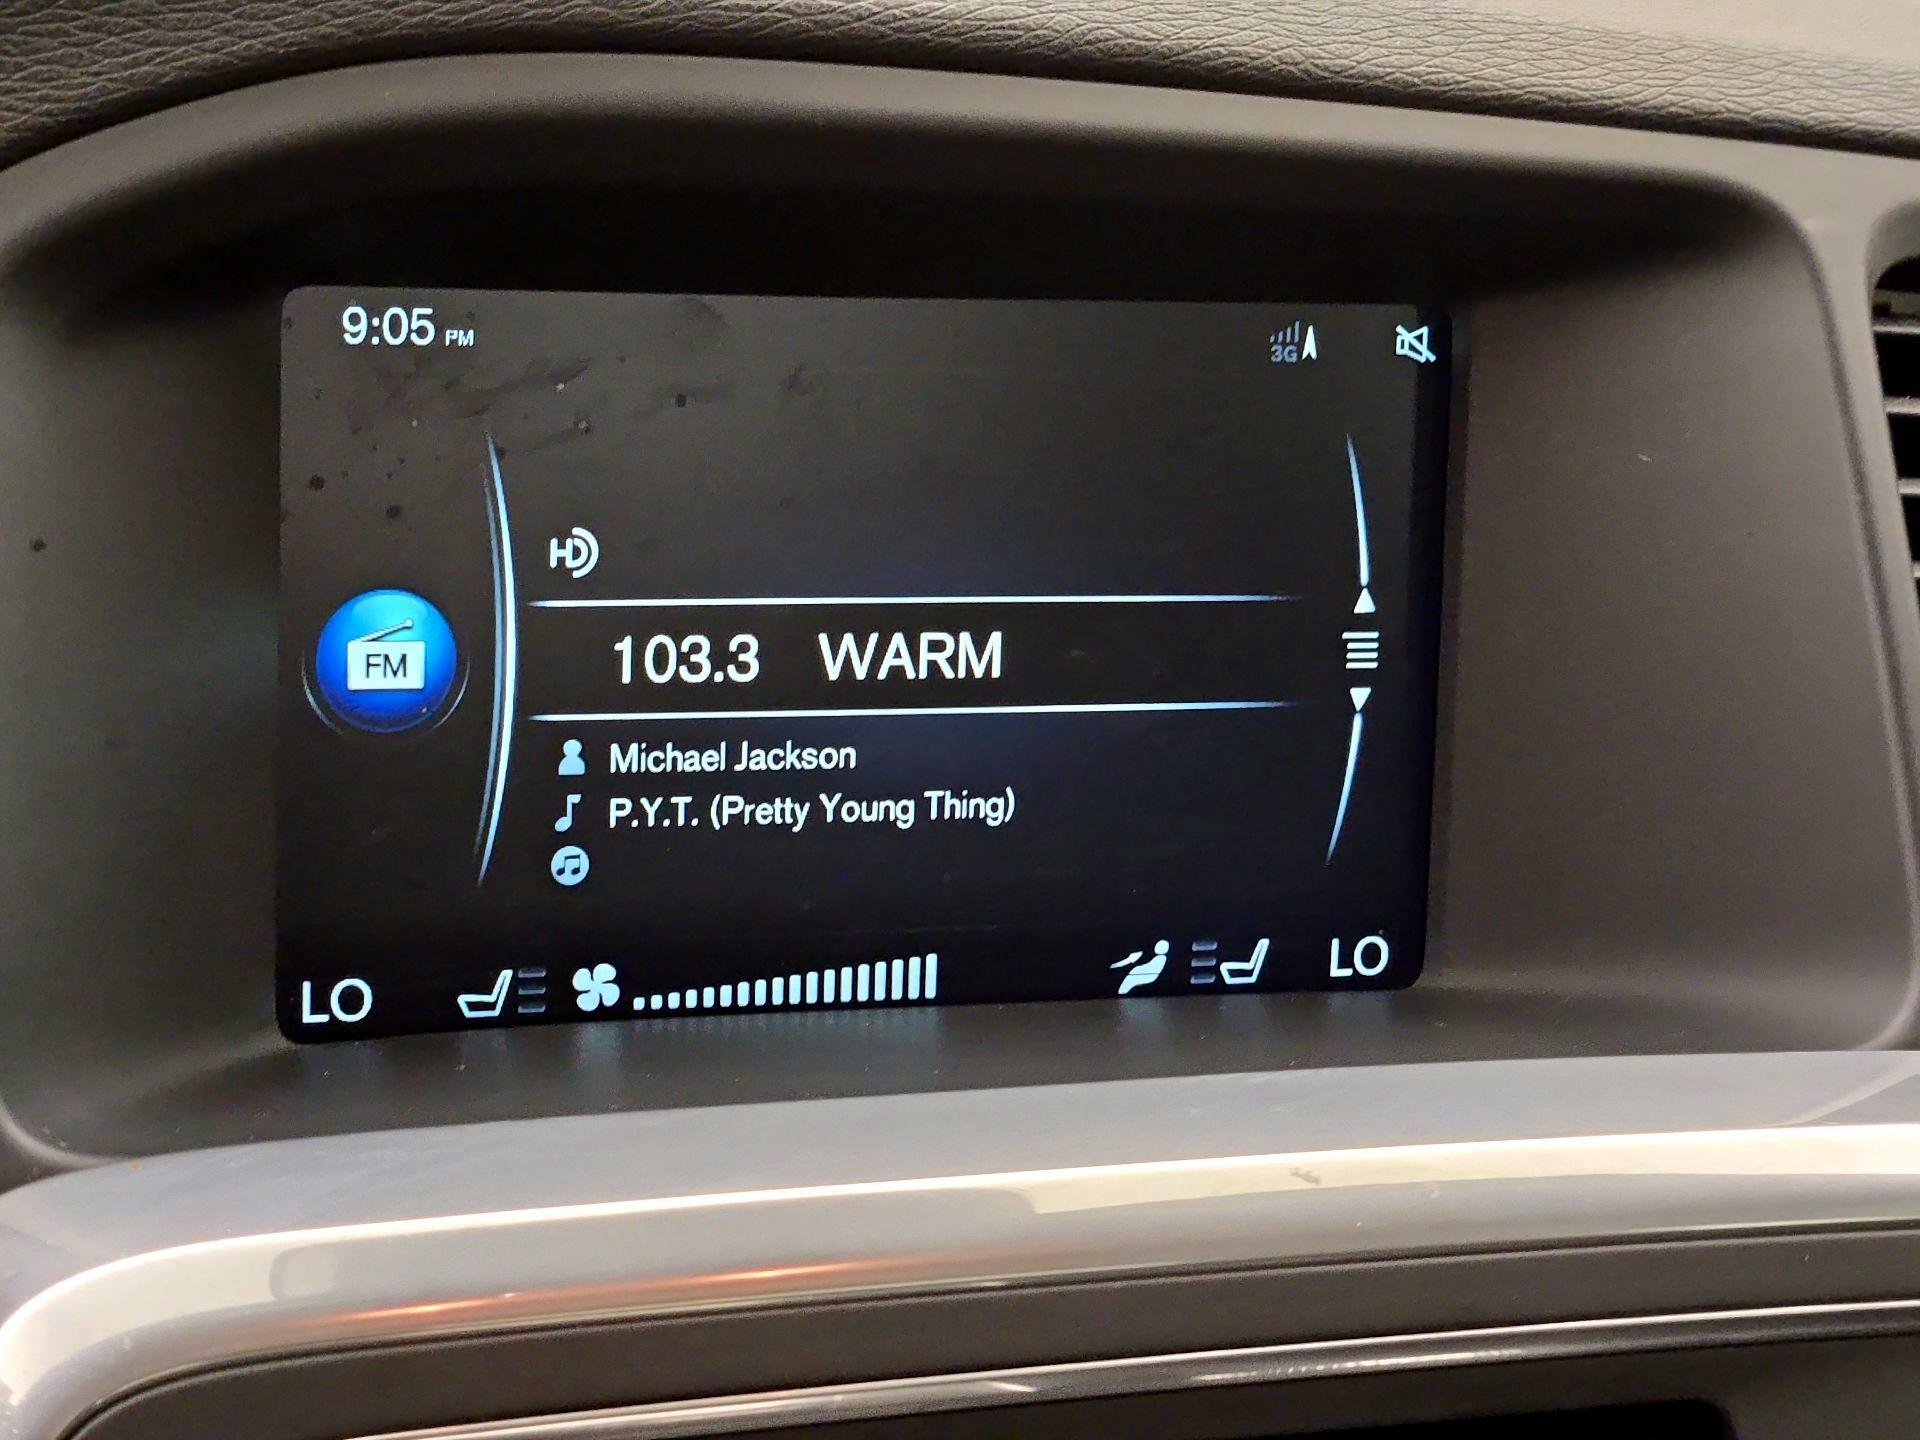 9:05 PM
3G
HD
FM
103.3 WARM
Michael Jackson
P.Y.T. (Pretty Young Thing)
LO
LO